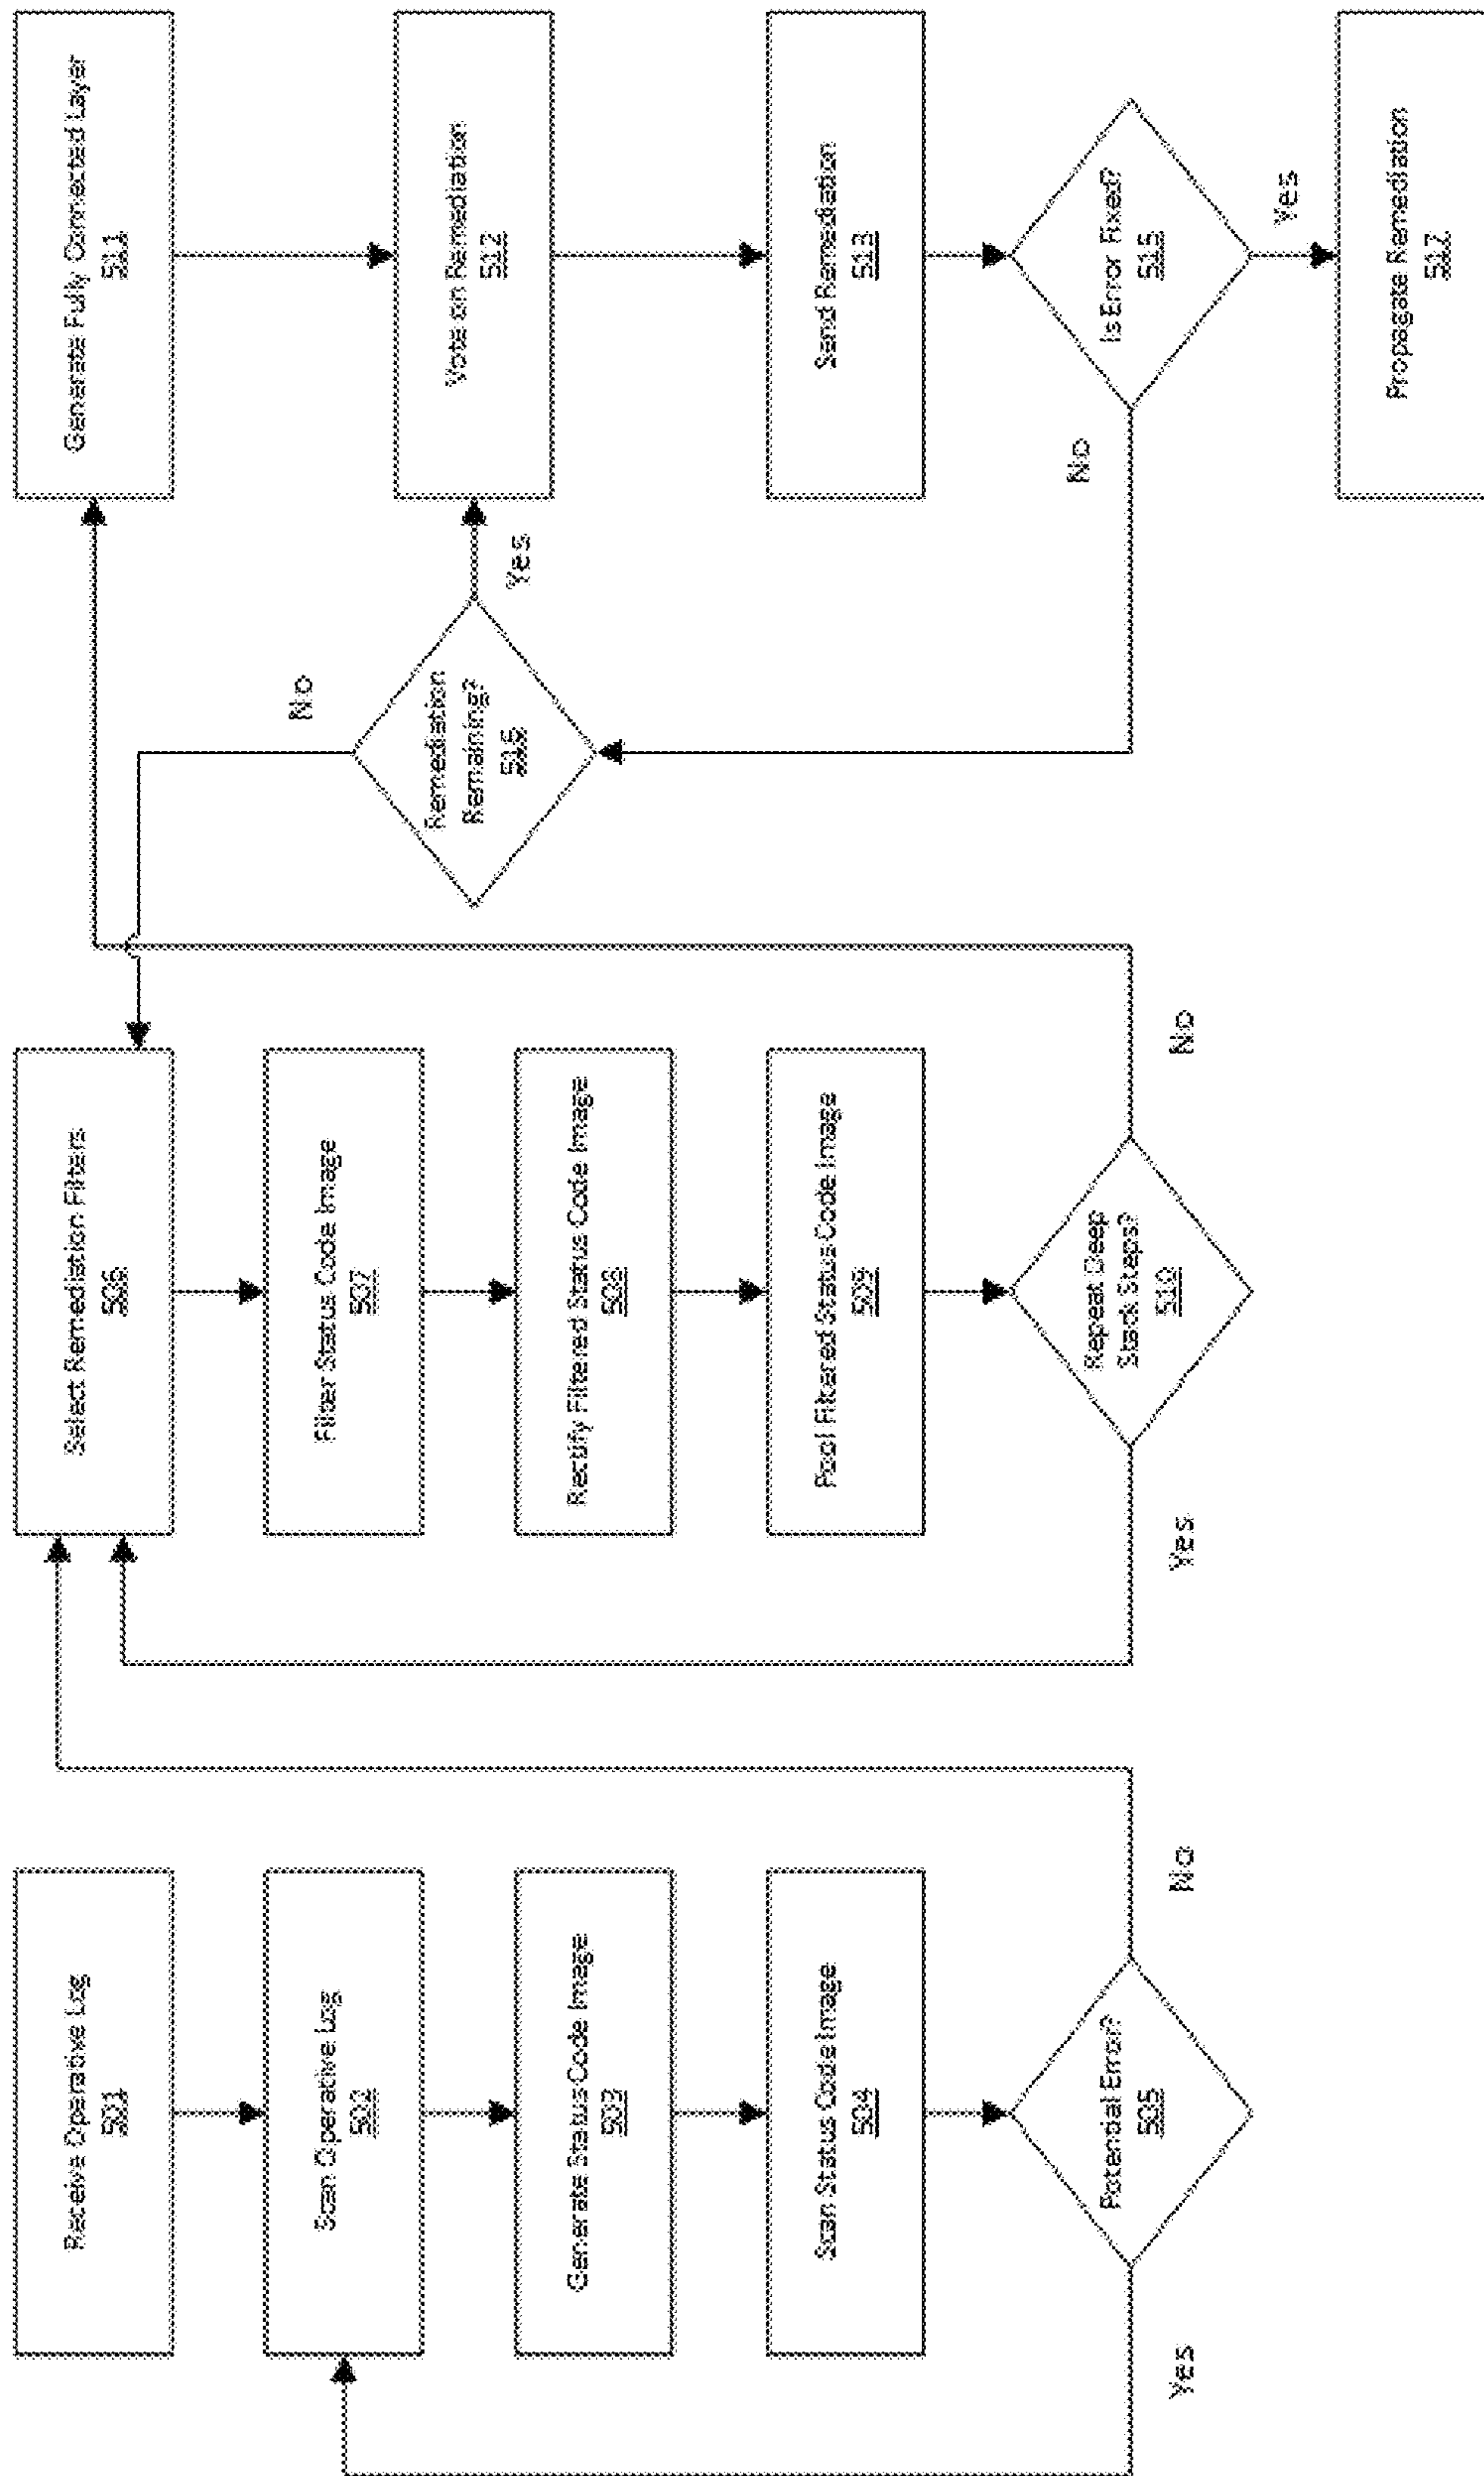 Receive Operative Log
501
Scan Operative Log
502
Generate Status Code Image
503
Scan Status Code Image
504
Potential Error?
505
Yes
No
Select Remediation Filters
506
Filter Status Code Image
507
Rectify Filtered Status Code Image
508
Pool Filtered Status Code Image
509
Repeat Deep
Stack Steps?
510
Yes
No
Generate Fully Connected Layer
511
Vote on Remediation
512
Send Remediation
513
Is Error Fixed?
515
No
Yes
Remediation
Remaining?
516
No
Yes
Propagate Remediation
517